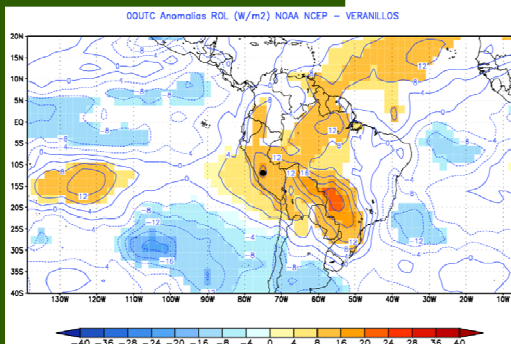 00UTC Anomalias ROL (W/m2) NOAA NCEP – VERANILLOS
20N
15N
10N
5N
EQ
5S
10S
15S
20S
25S
30S
35S
40S
130W 120W 110W 100W 90W 80W 70W 60W 50W 40W 30W 20W 10W
-40 -36 -28 -20 -16 -8 -4 0 4 8 16 20 24 28 36 40